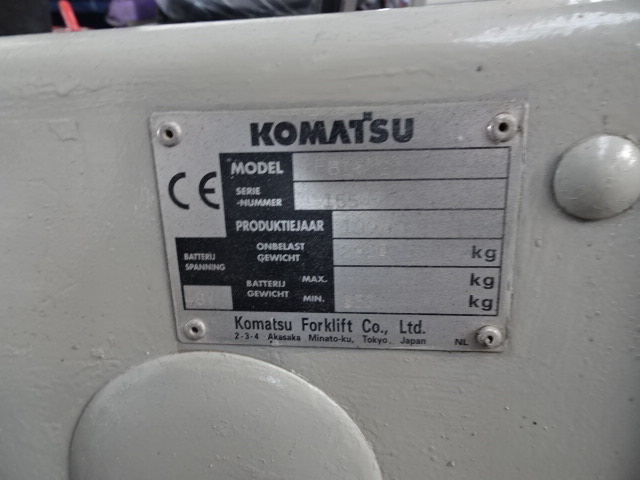 KOMATSU
CE
MODEL
SERIE
-NUMMER
PRODUKTIEJAAR
ONBELAST
GEWICHT
kg
BATTERIJ
SPANNING
BATTERIJ
GEWICHT
MAX.
kg
MIN.
kg
Komatsu Forklift Co., Ltd.
2-3-4 Akasaka Minato-ku, Tokyo, Japan
NL